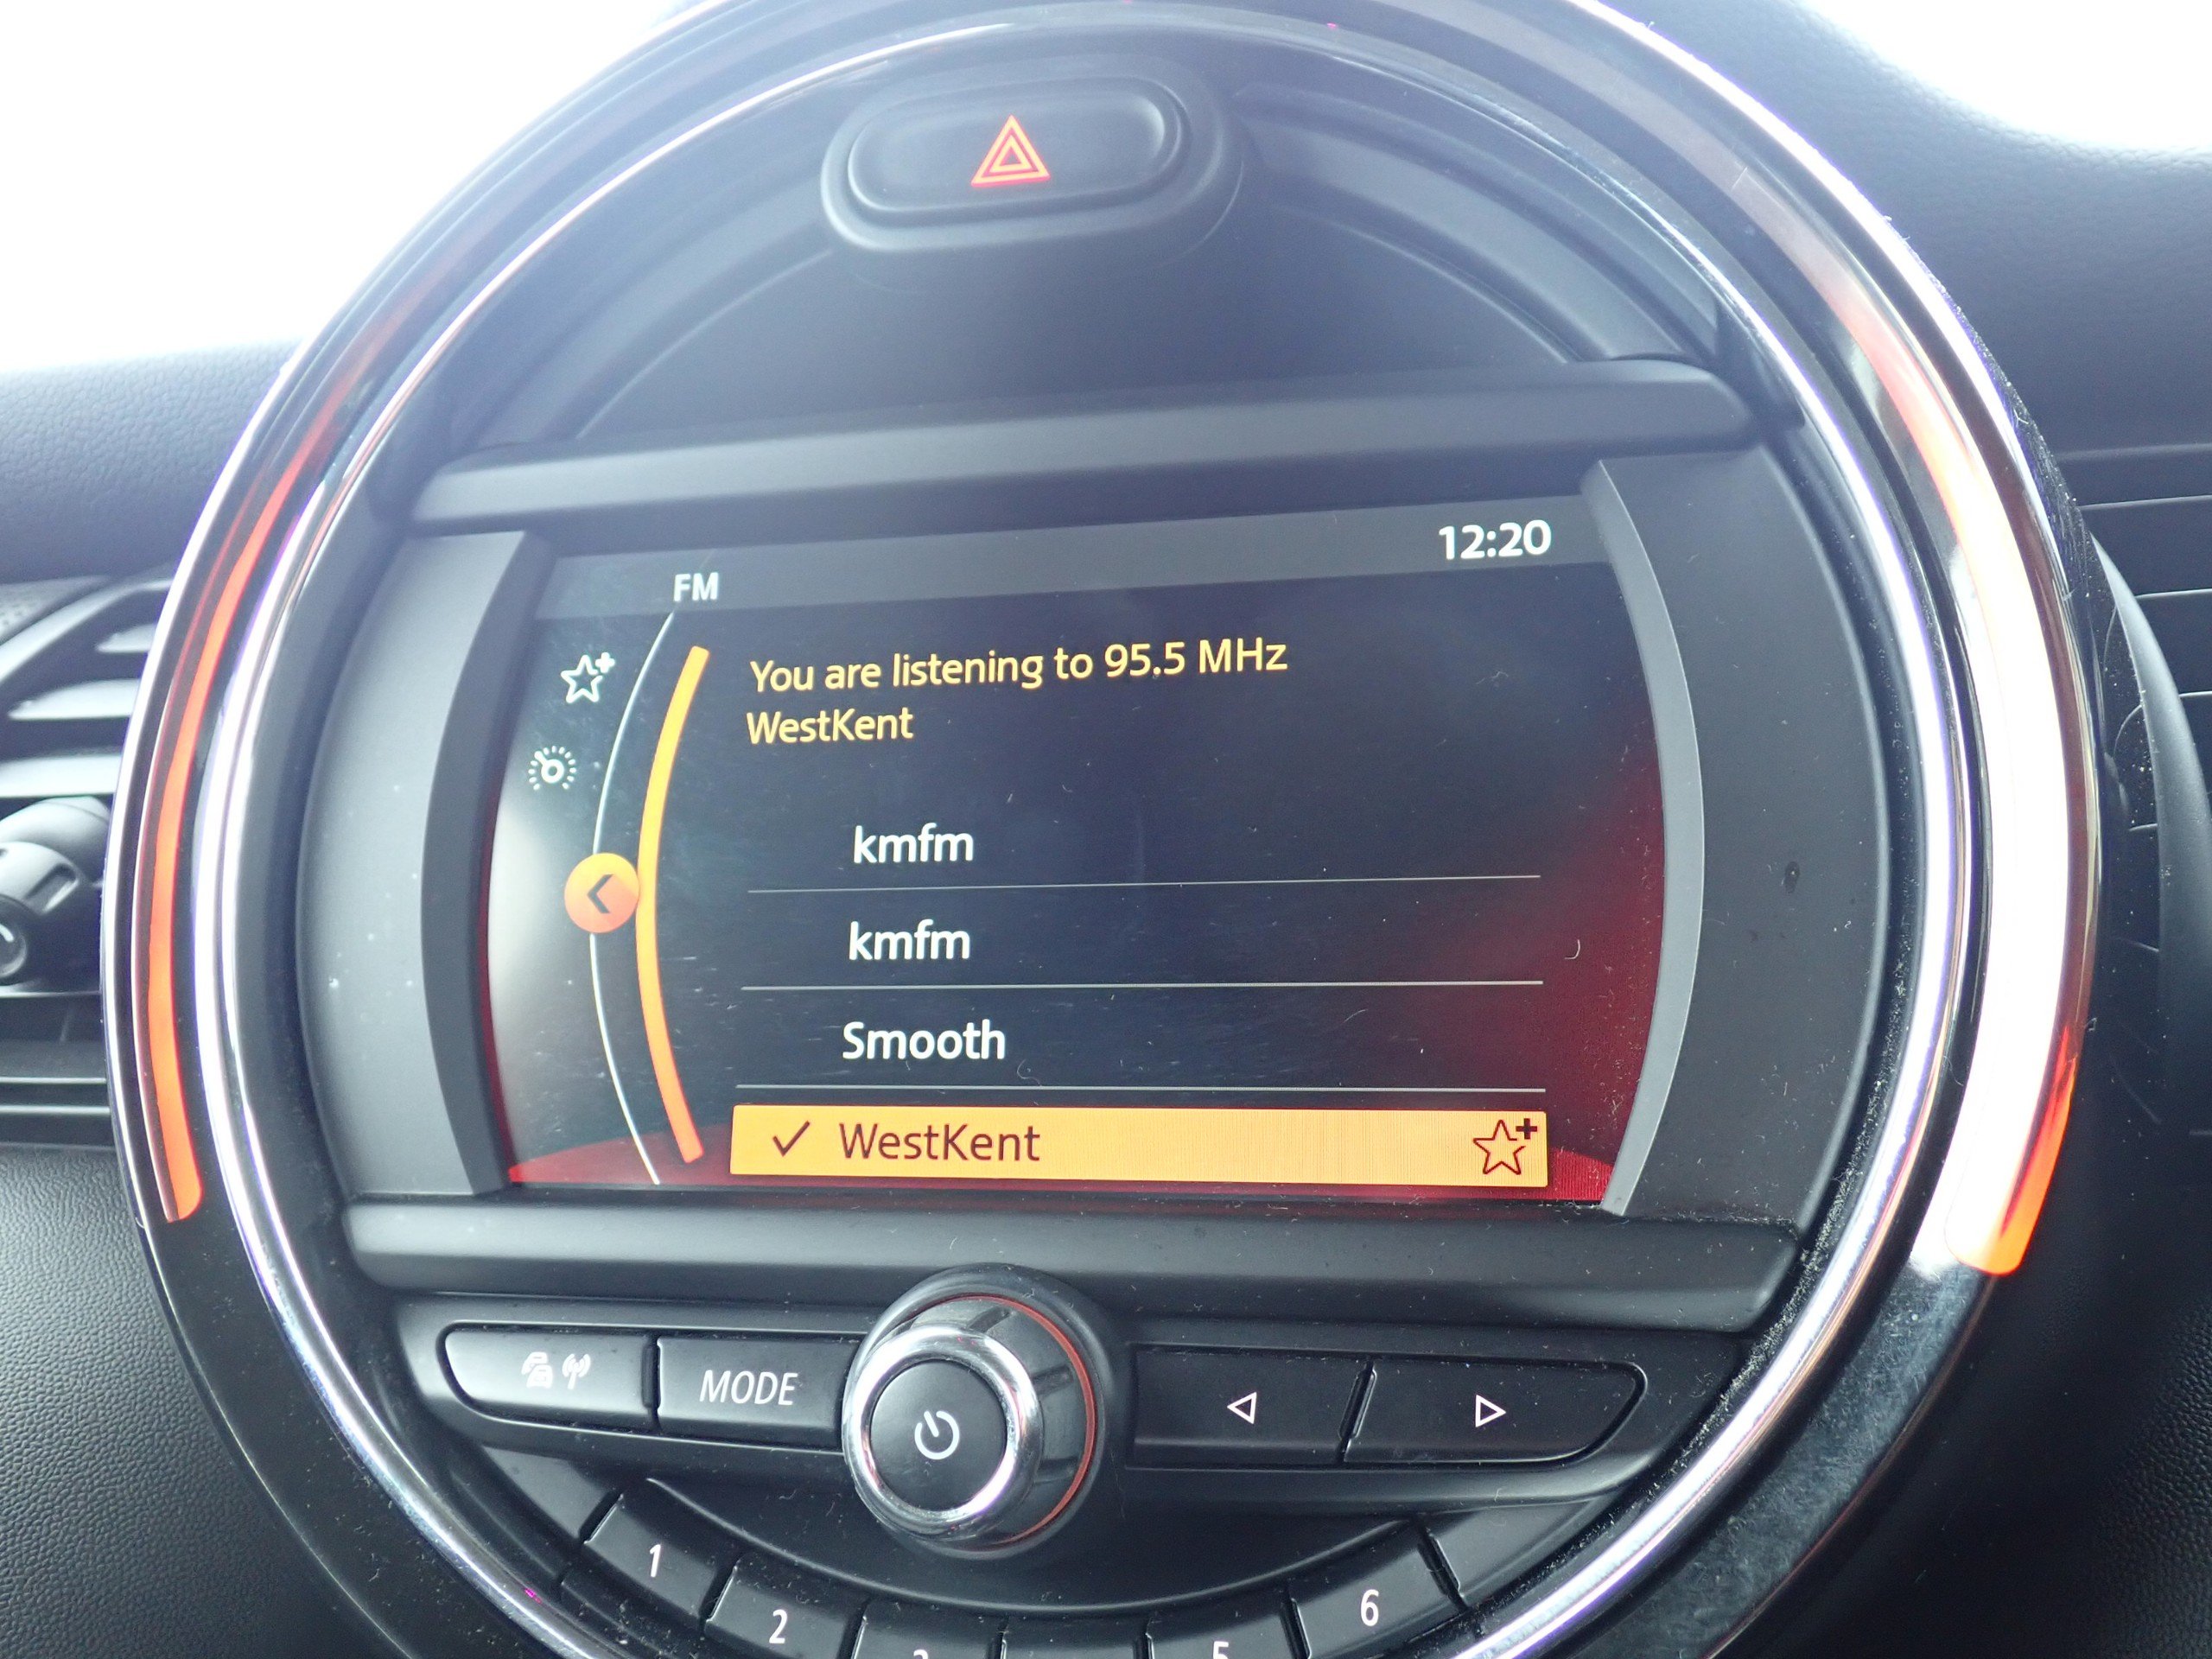 12:20
FM
You are listening to 95.5 MHz
WestKent
kmfm
kmfm
Smooth
WestKent
MODE
1
2
5
6